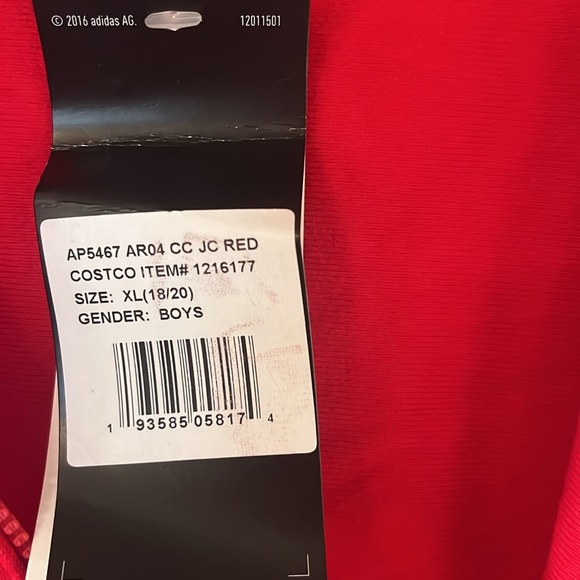 © 2016 adidas AG. 12011501
AP5467 AR04 CC JC RED
COSTCO ITEM# 1216177
SIZE: XL(18/20)
GENDER: BOYS
1 93585 05817 4